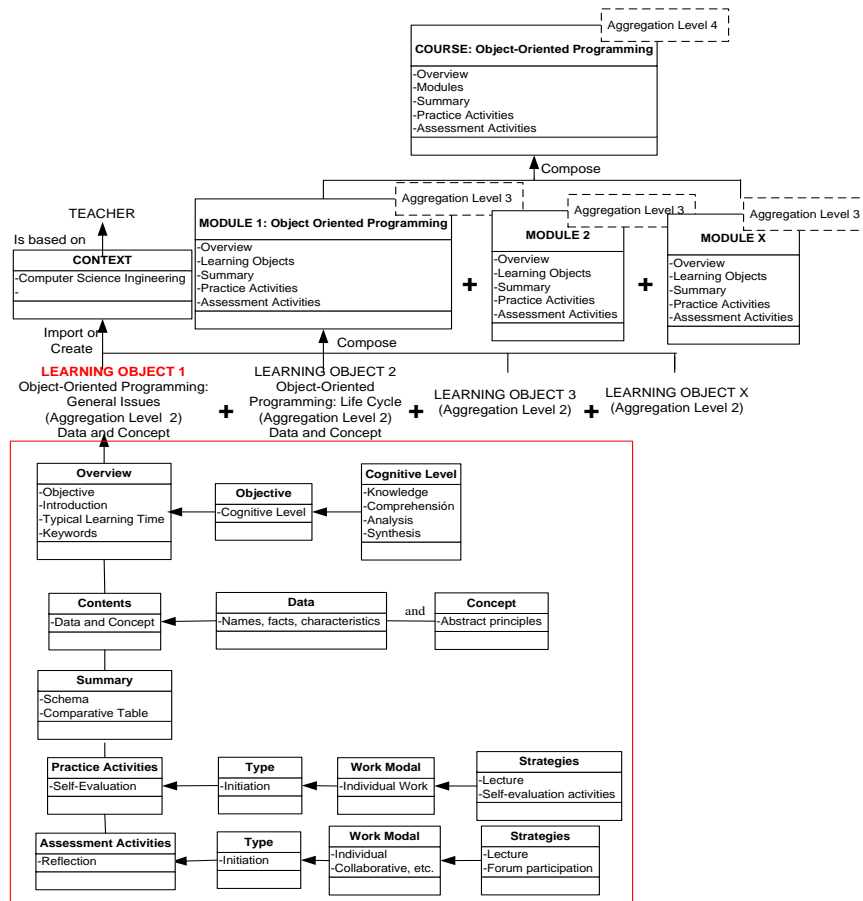 Aggregation Level 4
COURSE: Object-Oriented Programming
-Overview
-Modules
-Summary
-Practice Activities
-Assessment Activities
Compose
Aggregation Level 3
MODULE 1: Object Oriented Programming
-Overview
-Learning Objects
-Summary
-Practice Activities
-Assessment Activities
+
Aggregation Level 3
MODULE 2
-Overview
-Learning Objects
-Summary
-Practice Activities
-Assessment Activities
+
Aggregation Level 3
MODULE X
-Overview
-Learning Objects
-Summary
-Practice Activities
-Assessment Activities
TEACHER
Is based on
CONTEXT
-Computer Science Ingineering
-
Import or
Create
Compose
LEARNING OBJECT 1
Object-Oriented Programming:
General Issues
(Aggregation Level 2)
Data and Concept
+
LEARNING OBJECT 2
Object-Oriented
Programming: Life Cycle
(Aggregation Level 2)
Data and Concept
+
LEARNING OBJECT 3
(Aggregation Level 2)
+
LEARNING OBJECT X
(Aggregation Level 2)
Overview
-Objective
-Introduction
-Typical Learning Time
-Keywords
Objective
-Cognitive Level
Cognitive Level
-Knowledge
-Comprehensión
-Analysis
-Synthesis
Contents
-Data and Concept
Data
-Names, facts, characteristics
and
Concept
-Abstract principles
Summary
-Schema
-Comparative Table
Practice Activities
-Self-Evaluation
Type
-Initiation
Work Modal
-Individual Work
Strategies
-Lecture
-Self-evaluation activities
Assessment Activities
-Reflection
Type
-Initiation
Work Modal
-Individual
-Collaborative, etc.
Strategies
-Lecture
-Forum participation